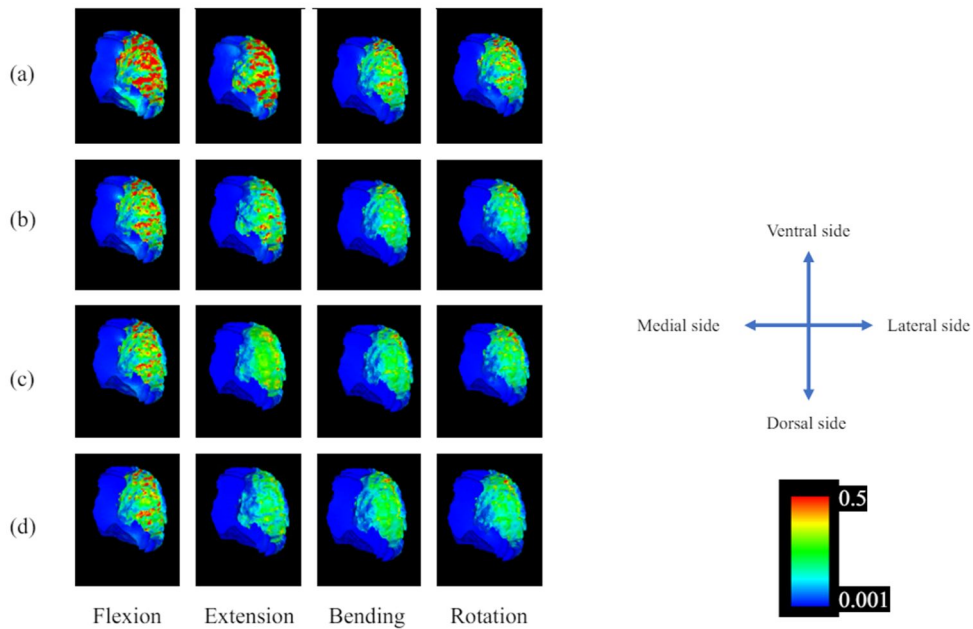 (a)
(b)
(c)
(d)
Flexion Extension Bending Rotation
Ventral side
Medial side Lateral side
Dorsal side
0.5
0.001